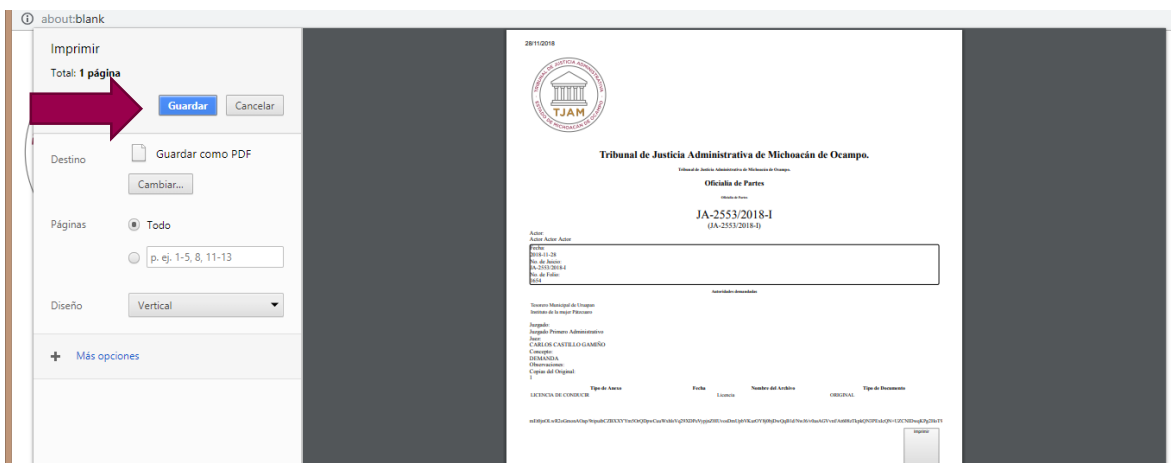 about:blank
Imprimir
Total: 1 página
Guardar
Cancelar
Destino
Guardar como PDF
Cambiar...
Páginas
Todo
p. ej. 1-5, 8, 11-13
Diseño
Vertical
+ Más opciones
28/11/2018
TRIBUNAL DE JUSTICIA ADMINISTRATIVA
TJAM
ESTADO DE MICHOACÁN DE OCAMPO
Tribunal de Justicia Administrativa de Michoacán de Ocampo.
Tribunal de Justicia Administrativa de Michoacán de Ocampo.
Oficialía de Partes
Oficialía de Partes
JA-2553/2018-I
(JA-2553/2018-I)
Actor:
Actor Actor Actor
Fecha:
2018-11-28
No. de Juicio:
JA-2553/2018-I
No. de Folio:
3654
Autoridades demandadas
Tesorero Municipal de Uruapan
Instituto de la mujer Pátzcuaro
Juzgado:
Juzgado Primero Administrativo
Juez:
CARLOS CASTILLO GAMIÑO
Concepto:
DEMANDA
Observaciones:
Copias del Original:
1
Tipo de Anexo Fecha Nombre del Archivo Tipo de Documento
LICENCIA DE CONDUCIR Licencia ORIGINAL
Imprimir